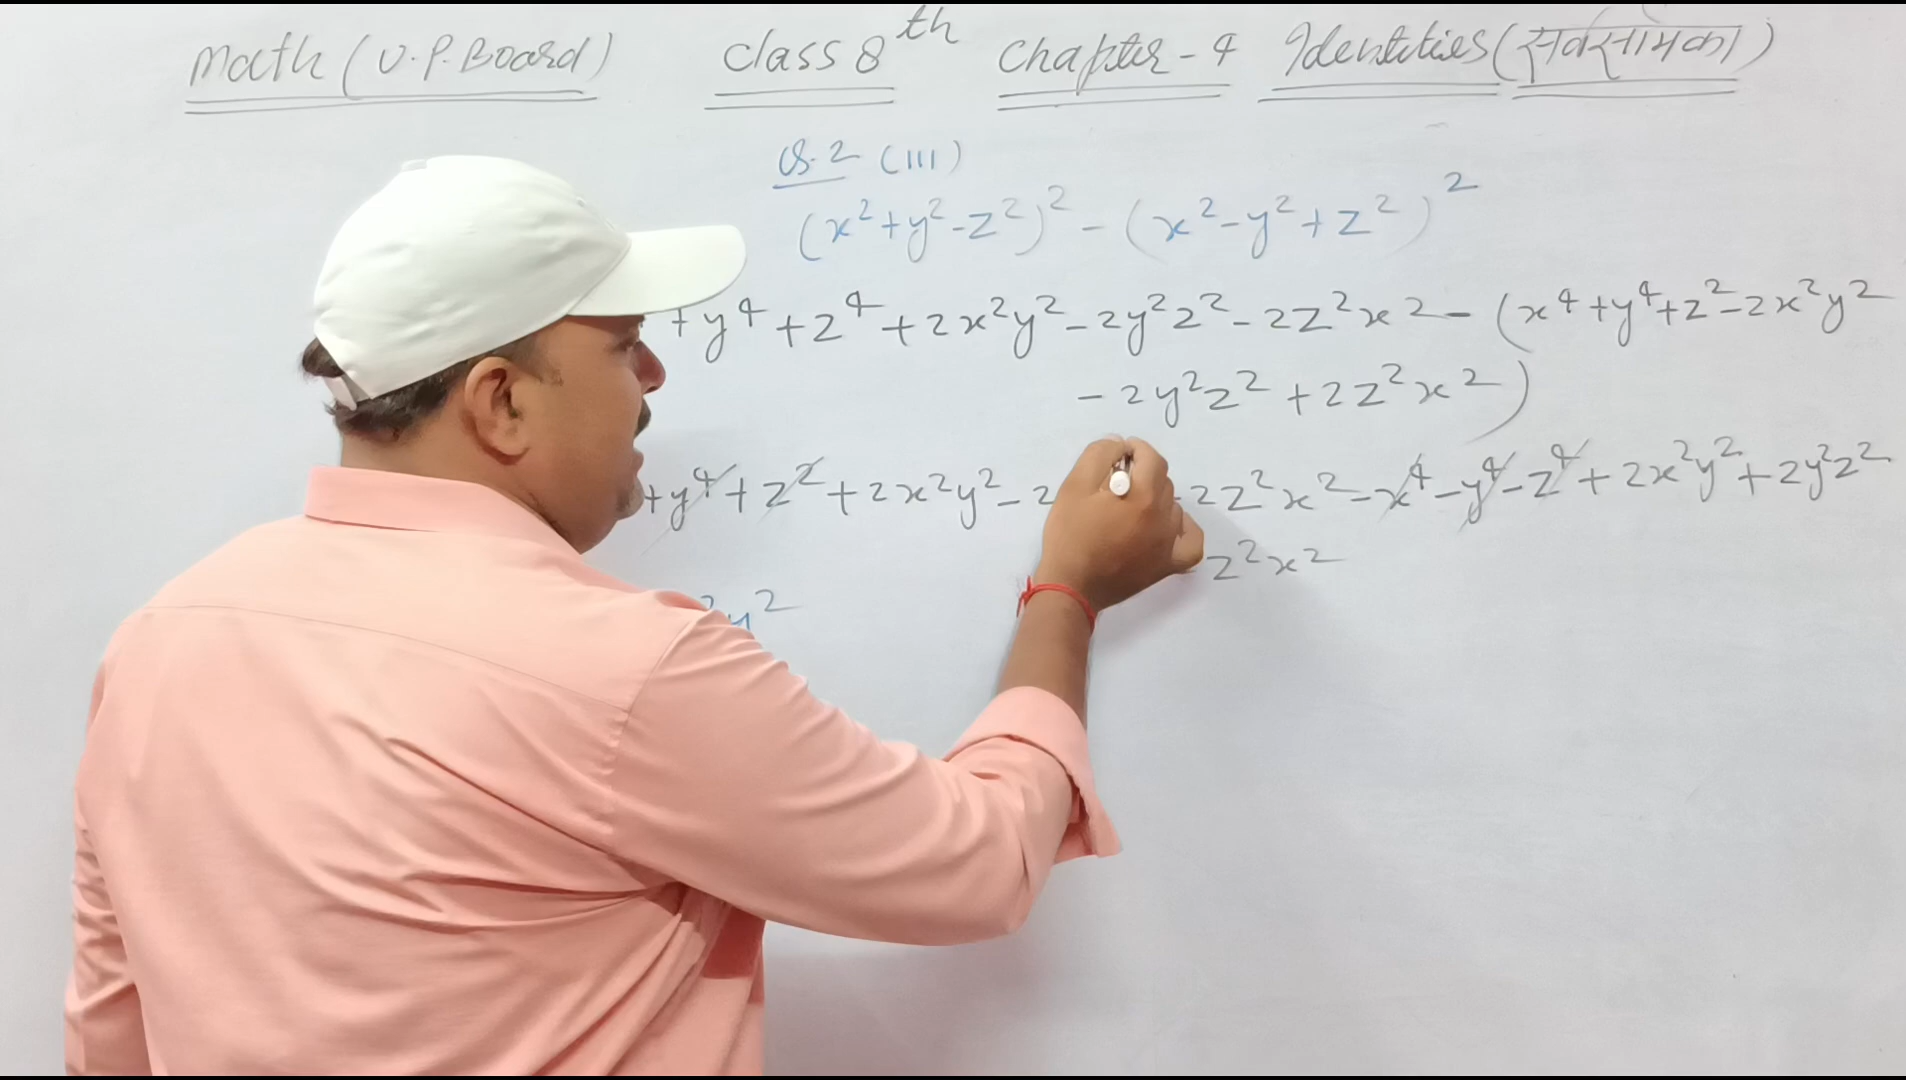 Math (U.P. Board) Class 8th Chapter - 4 Identities (सर्वसमिका)
Q.2 (III)
(x²+y²-z²)² - (x²-y²+z²)²
+y⁴+z⁴+2x²y²-2y²z²-2z²x²-(x⁴+y⁴+z²-2x²y²
-2y²z²+2z²x²)
+y⁴+z²+2x²y²-2 -2z²x²-x⁴-y⁴-z⁴+2x²y²+2y²z²
z²x²
y²